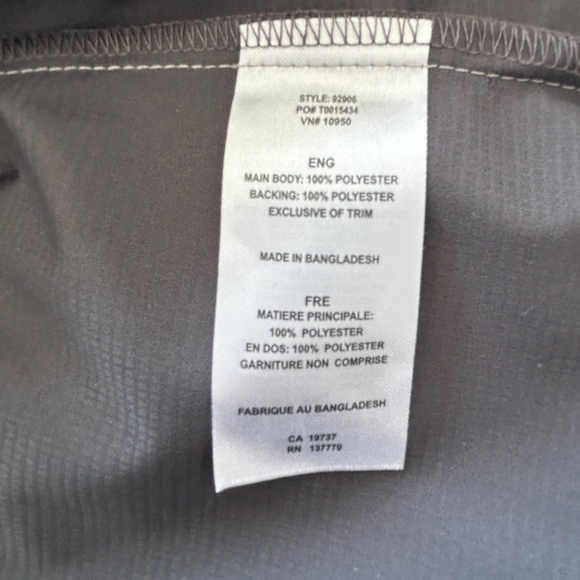 STYLE: 92906
PO# T0015434
VN# 10950
ENG
MAIN BODY: 100% POLYESTER
BACKING: 100% POLYESTER
EXCLUSIVE OF TRIM
MADE IN BANGLADESH
FRE
MATIERE PRINCIPALE:
100% POLYESTER
EN DOS: 100% POLYESTER
GARNITURE NON COMPRISE
FABRIQUE AU BANGLADESH
CA 19737
RN 137770